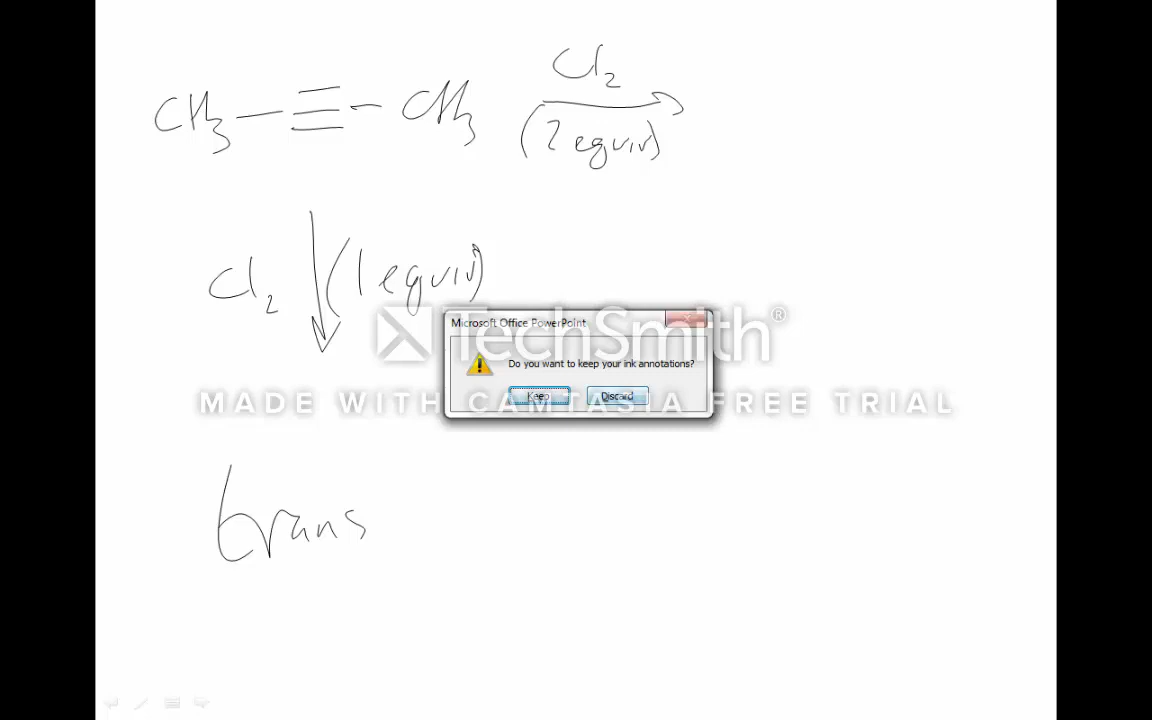 CH3—≡—CH3
Cl2
(2 equiv)
Cl2 (1 equiv)
Microsoft Office PowerPoint
TechSmith®
Do you want to keep your ink annotations?
Keep Discard
MADE WITH CAMTASIA FREE TRIAL
trans